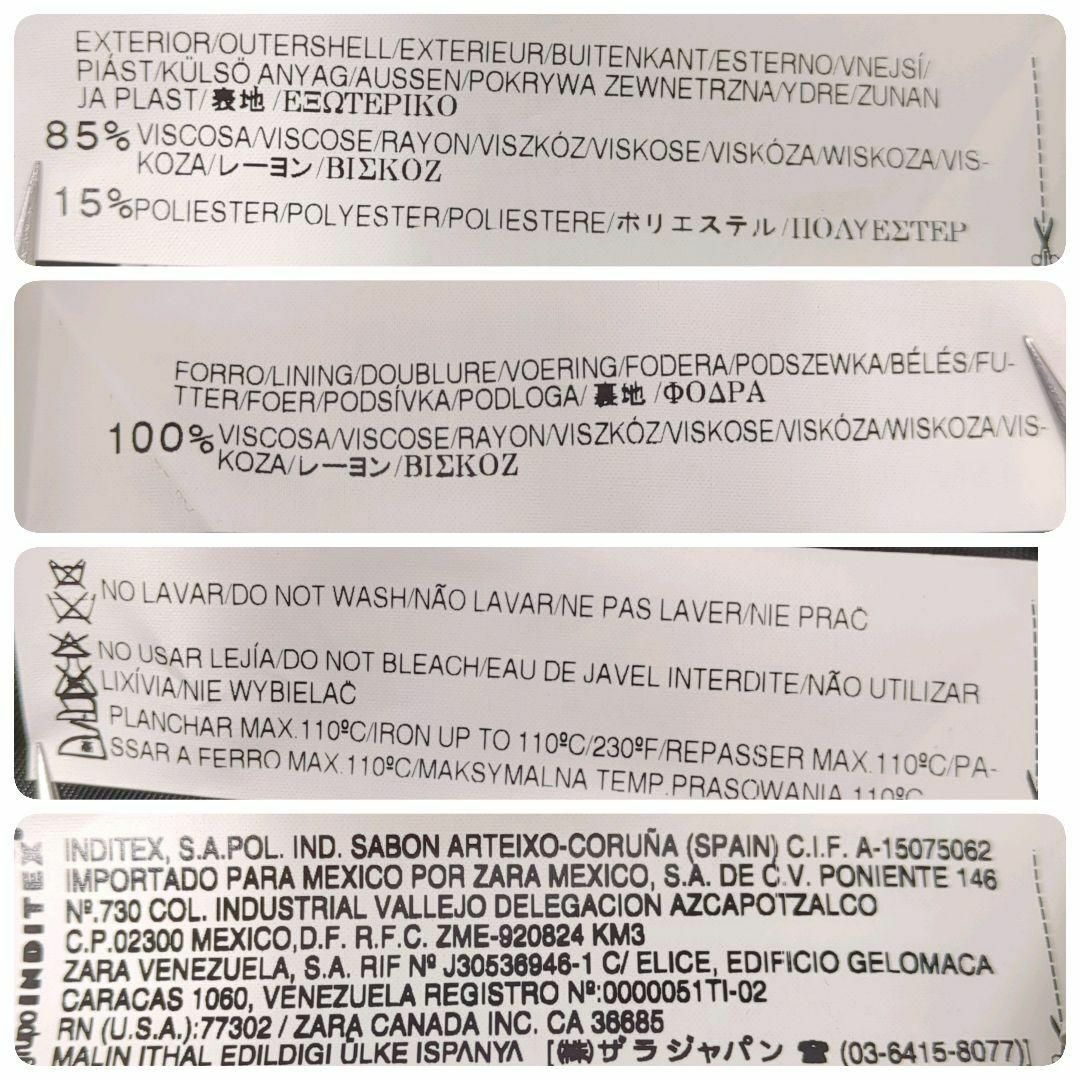 EXTERIOR/OUTERSHELL/EXTERIEUR/BUITENKANT/ESTERNO/VNEJSÍ/
PIÁST/KÜLSÖ ANYAG/AUSSEN/POKRYWA ZEWNETRZNA/YDRE/ZUNAN
JA PLAST/表地/ΕΞΩΤΕΡΙΚΟ
85% VISCOSA/VISCOSE/RAYON/VISZKÓZ/VISKOSE/VISKÓZA/WISKOZA/VIS-
KOZA/レーヨン/ΒΙΣΚΟΖ
15% POLIESTER/POLYESTER/POLIESTERE/ホリエステル/ΠΟΛΥΕΣΤΕΡ
FORRO/LINING/DOUBLURE/VOERING/FODERA/PODSZEWKA/BÉLÉS/FU-
TTER/FOER/PODSÍVKA/PODLOGA/裏地/ΦΟΔΡΑ
100% VISCOSA/VISCOSE/RAYON/VISZKÓZ/VISKOSE/VISKÓZA/WISKOZA/VIS-
KOZA/レーヨン/ΒΙΣΚΟΖ
NO LAVAR/DO NOT WASH/NÃO LAVAR/NE PAS LAVER/NIE PRAĆ
NO USAR LEJÍA/DO NOT BLEACH/EAU DE JAVEL INTERDITE/NÃO UTILIZAR
LIXÍVIA/NIE WYBIELAĆ
PLANCHAR MAX.110ºC/IRON UP TO 110ºC/230ºF/REPASSER MAX.110ºC/PA-
SSAR A FERRO MAX.110ºC/MAKSYMALNA TEMP.PRASOWANIA 110ºC
INDITEX, S.A.POL. IND. SABON ARTEIXO-CORUÑA (SPAIN) C.I.F. A-15075062
IMPORTADO PARA MEXICO POR ZARA MEXICO, S.A. DE C.V. PONIENTE 146
Nº.730 COL. INDUSTRIAL VALLEJO DELEGACION AZCAPOTZALCO
C.P.02300 MEXICO,D.F. R.F.C. ZME-920824 KM3
ZARA VENEZUELA, S.A. RIF Nº J30536946-1 C/ ELICE, EDIFICIO GELOMACA
CARACAS 1060, VENEZUELA REGISTRO Nº:0000051TI-02
RN (U.S.A.):77302 / ZARA CANADA INC. CA 36685
MALIN ITHAL EDILDIGI ÜLKE ISPANYA [㈱ザラジャパン ☎ (03-6415-8077)]
INDITEX